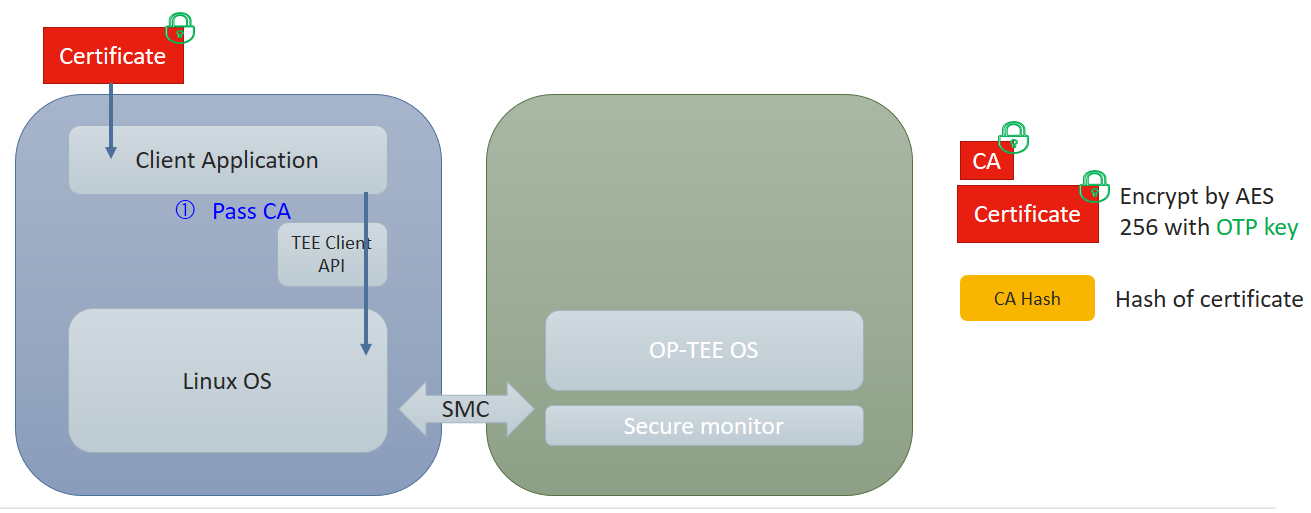 Certificate
Client Application
① Pass CA
TEE Client
API
Linux OS
SMC
OP-TEE OS
Secure monitor
CA
Certificate
Encrypt by AES
256 with OTP key
CA Hash
Hash of certificate